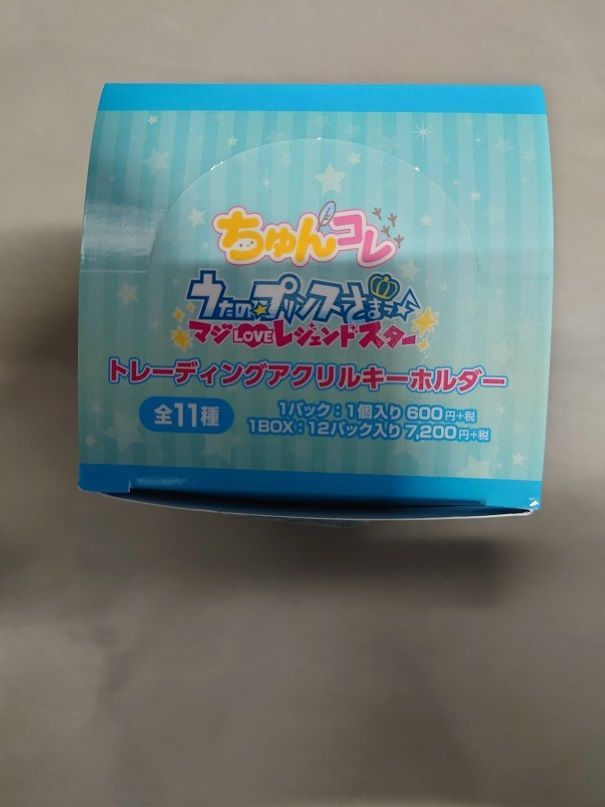 ちゅんコレ
うたの☆プリンスさまっ♪
マジLOVEレジェンドスター
トレーディングアクリルキーホルダー
全11種
1パック：1個入り 600円+税
1BOX：12パック入り 7,200円+税